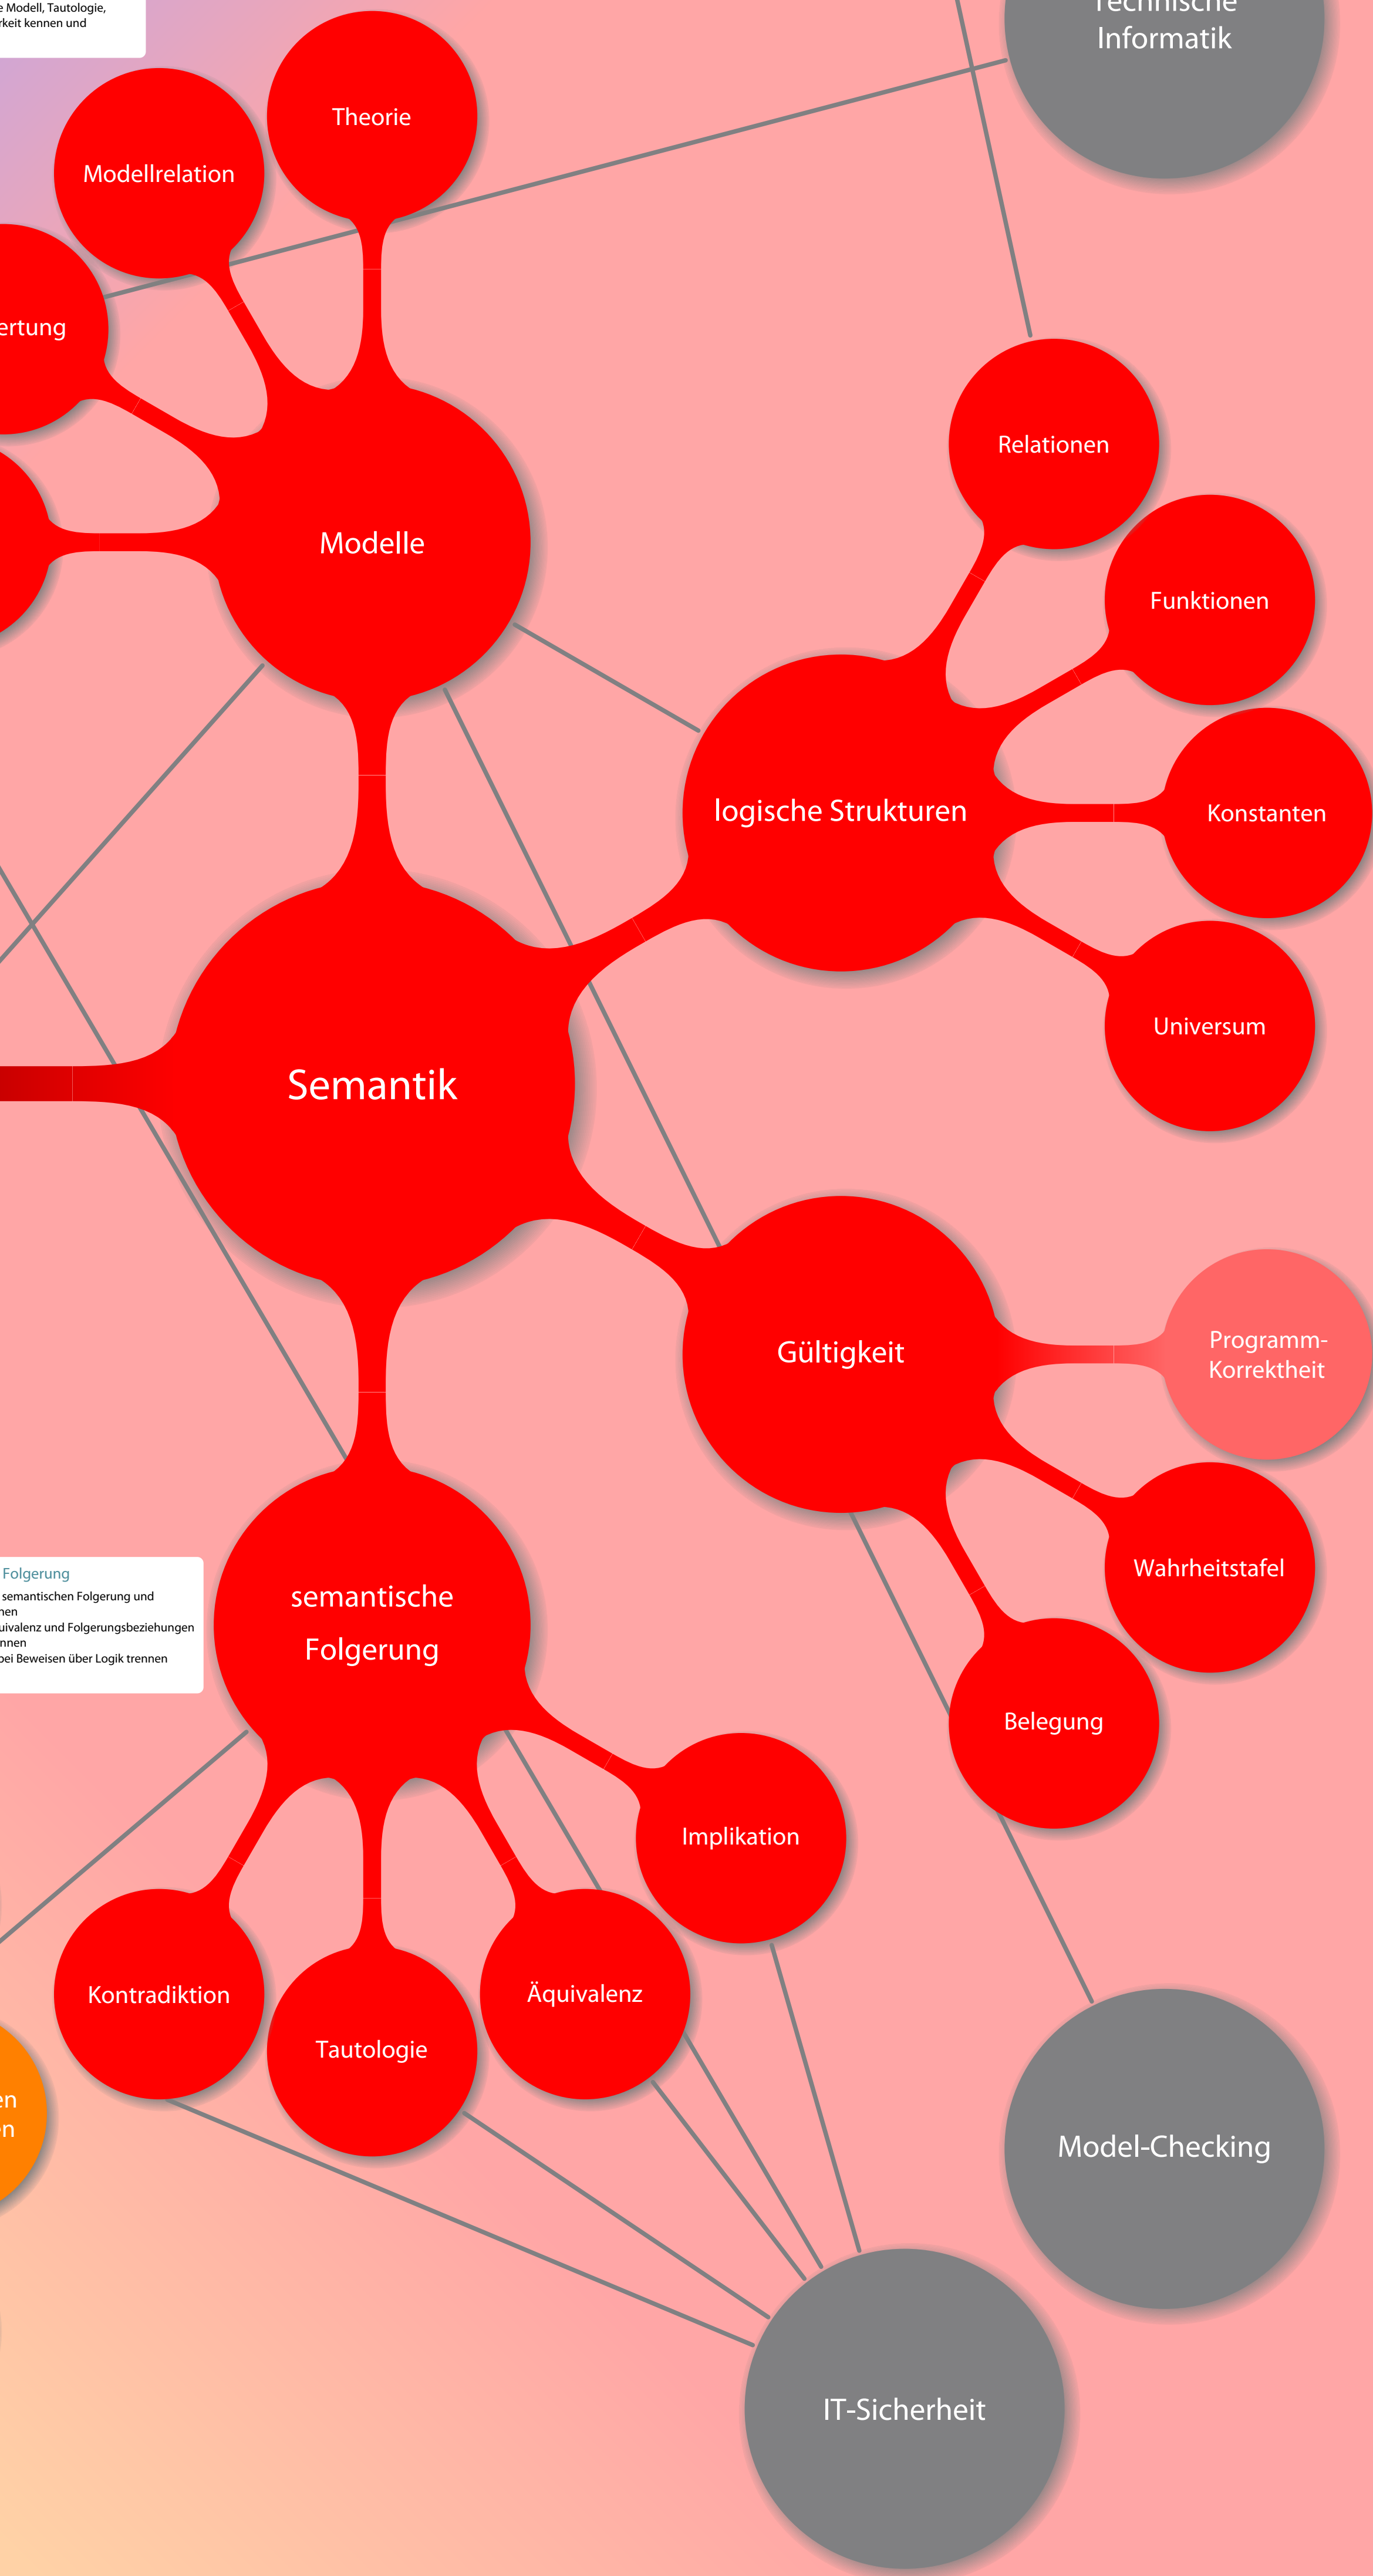 e Modell, Tautologie,
rkeit kennen und
Technische
Informatik
Theorie
Modellrelation
ertung
Relationen
Modelle
Funktionen
logische Strukturen
Konstanten
Universum
Semantik
Gültigkeit
Programm-
Korrektheit
Wahrheitstafel
Folgerung
semantischen Folgerung und
nen
uivalenz und Folgerungsbeziehungen
nnen
bei Beweisen über Logik trennen
semantische
Folgerung
Belegung
Implikation
Kontradiktion
Äquivalenz
Tautologie
en
n
Model-Checking
IT-Sicherheit